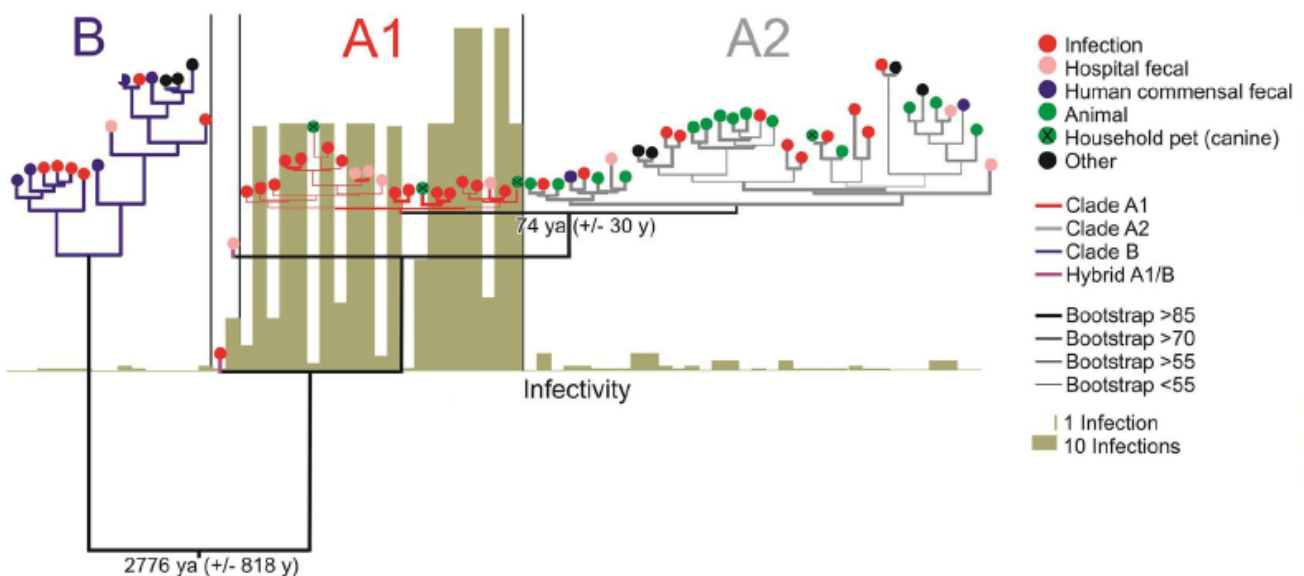 B
A1
A2
74 ya (+/- 30 y)
Infectivity
2776 ya (+/- 818 y)
Infection
Hospital fecal
Human commensal fecal
Animal
Household pet (canine)
Other
Clade A1
Clade A2
Clade B
Hybrid A1/B
Bootstrap >85
Bootstrap >70
Bootstrap >55
Bootstrap <55
1 Infection
10 Infections